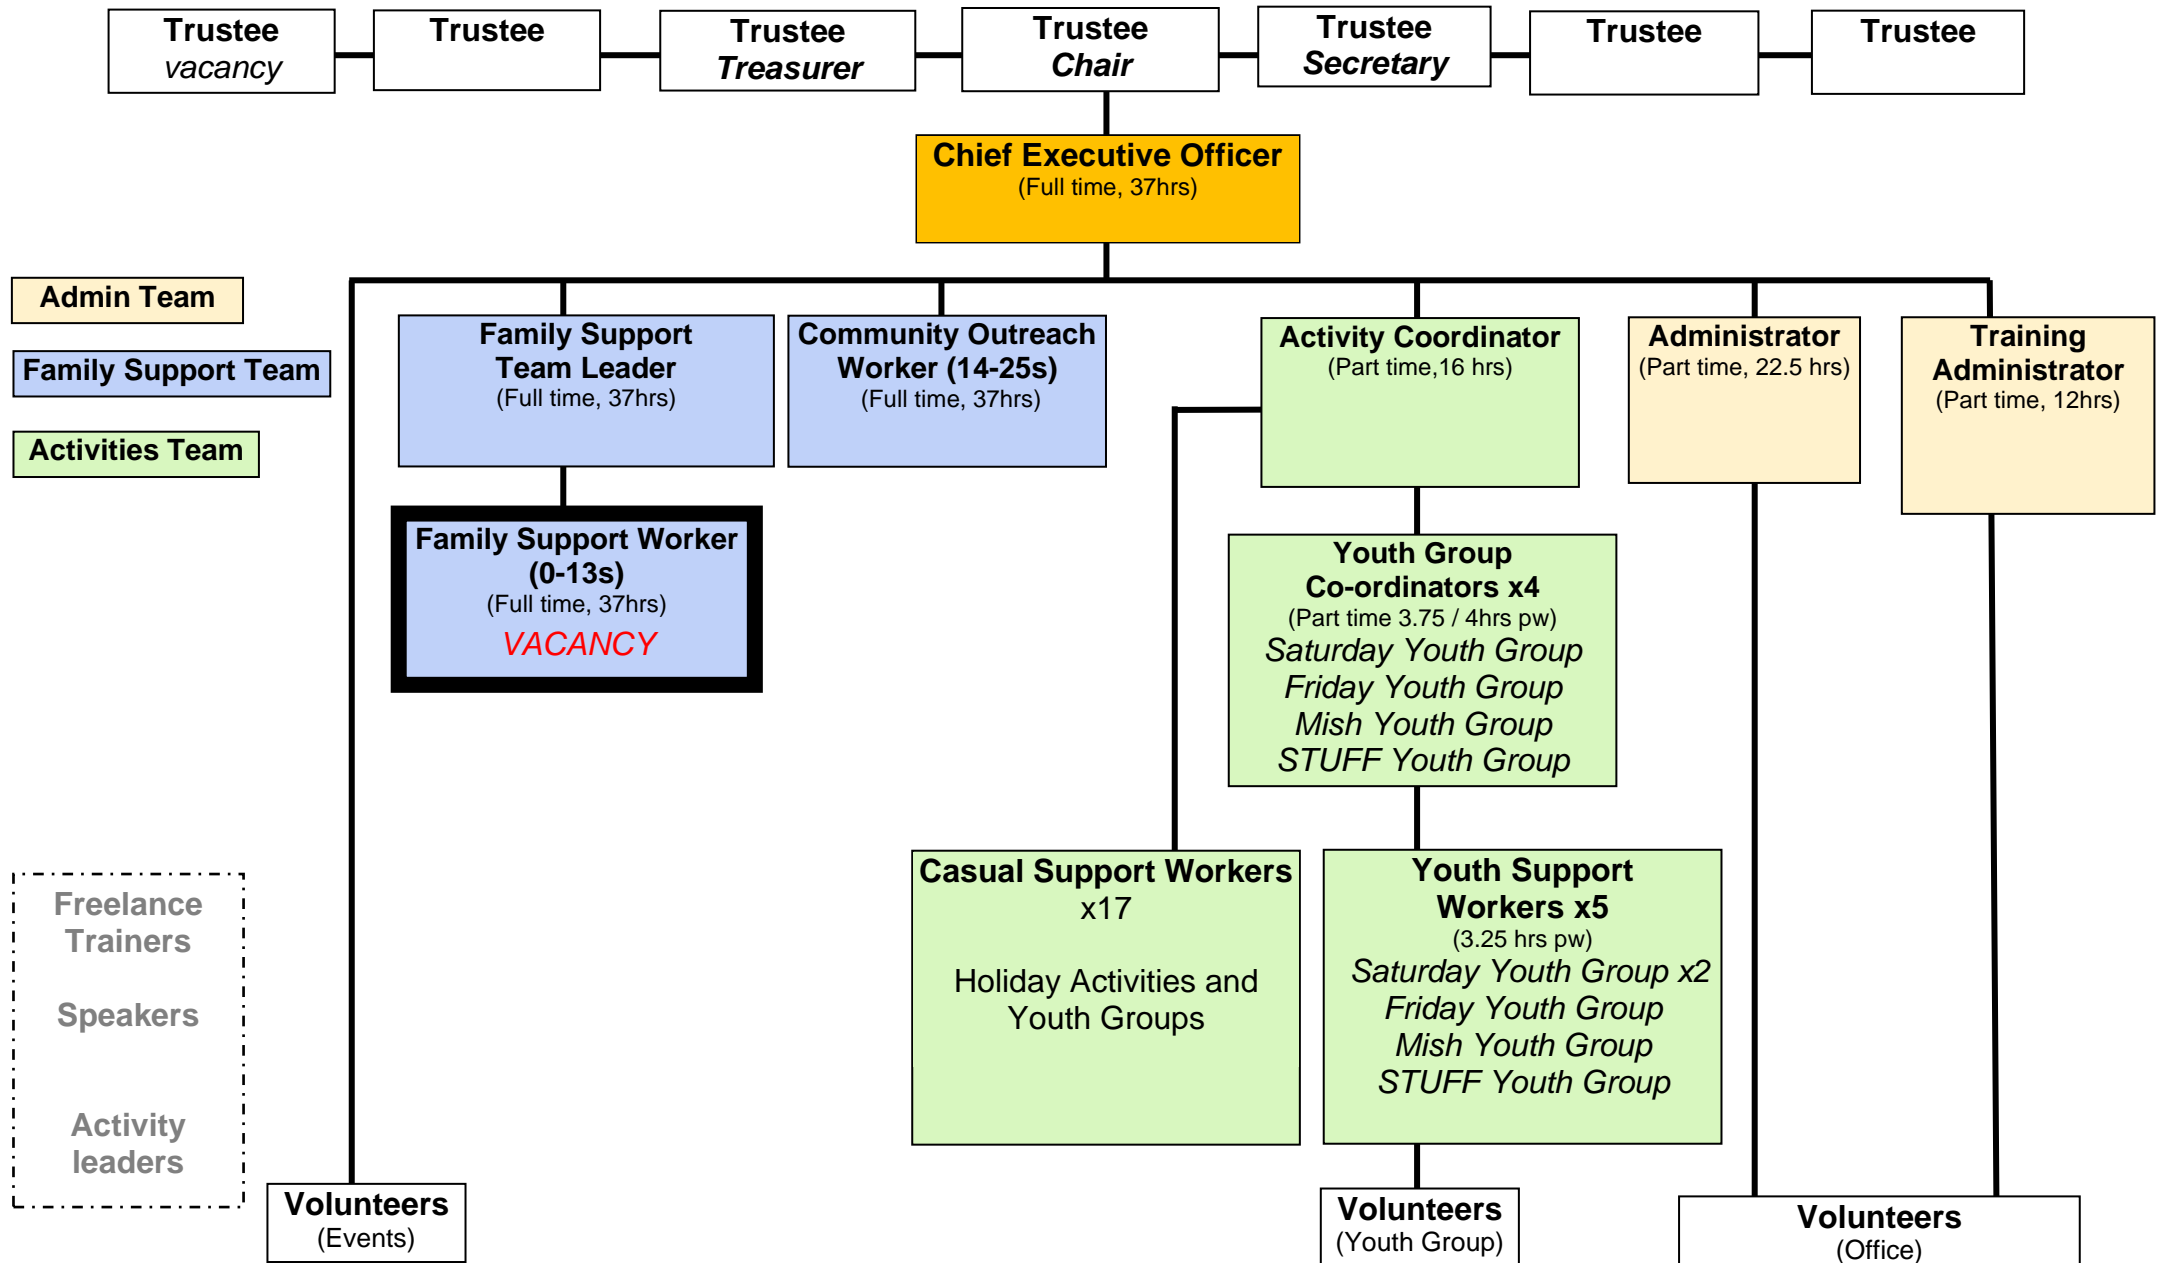 Trustee
vacancy
Trustee
Trustee
Treasurer
Trustee
Chair
Trustee
Secretary
Trustee
Trustee
Chief Executive Officer
(Full time, 37hrs)
Admin Team
Family Support Team
Activities Team
Family Support
Team Leader
(Full time, 37hrs)
Community Outreach
Worker (14-25s)
(Full time, 37hrs)
Activity Coordinator
(Part time,16 hrs)
Administrator
(Part time, 22.5 hrs)
Training
Administrator
(Part time, 12hrs)
Family Support Worker
(0-13s)
(Full time, 37hrs)
VACANCY
Youth Group
Co-ordinators x4
(Part time 3.75 / 4hrs pw)
Saturday Youth Group
Friday Youth Group
Mish Youth Group
STUFF Youth Group
Casual Support Workers
x17
Holiday Activities and
Youth Groups
Youth Support
Workers x5
(3.25 hrs pw)
Saturday Youth Group x2
Friday Youth Group
Mish Youth Group
STUFF Youth Group
Freelance
Trainers
Speakers
Activity
leaders
Volunteers
(Events)
Volunteers
(Youth Group)
Volunteers
(Office)